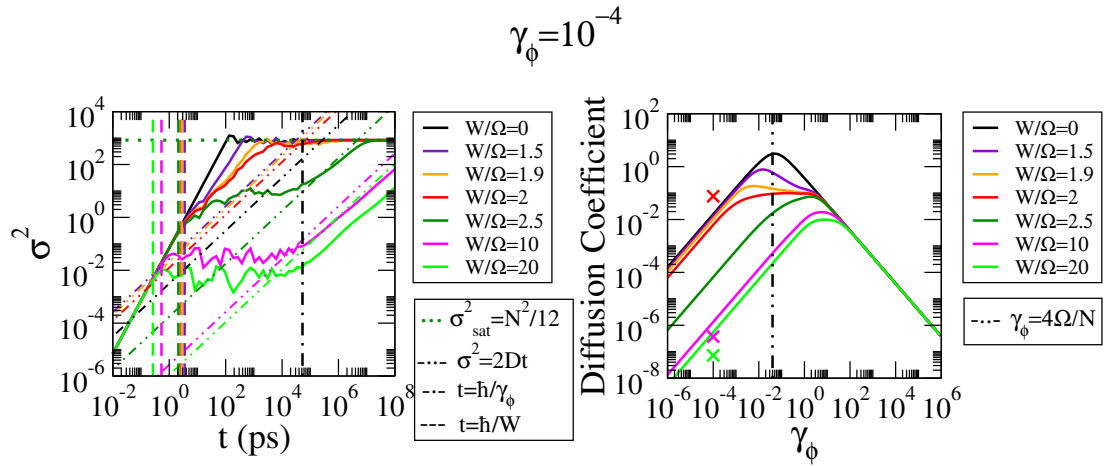 γ_ϕ=10^-4
σ^2
10^4
10^2
10^0
10^-2
10^-4
10^-6
10^-2 10^0 10^2 10^4 10^6 10^8
t (ps)
W/Ω=0
W/Ω=1.5
W/Ω=1.9
W/Ω=2
W/Ω=2.5
W/Ω=10
W/Ω=20
σ^2_sat=N^2/12
σ^2=2Dt
t=ħ/γ_ϕ
t=ħ/W
Diffusion Coefficient
10^2
10^0
10^-2
10^-4
10^-6
10^-8
10^-6 10^-4 10^-2 10^0 10^2 10^4 10^6
γ_ϕ
W/Ω=0
W/Ω=1.5
W/Ω=1.9
W/Ω=2
W/Ω=2.5
W/Ω=10
W/Ω=20
γ_ϕ=4Ω/N